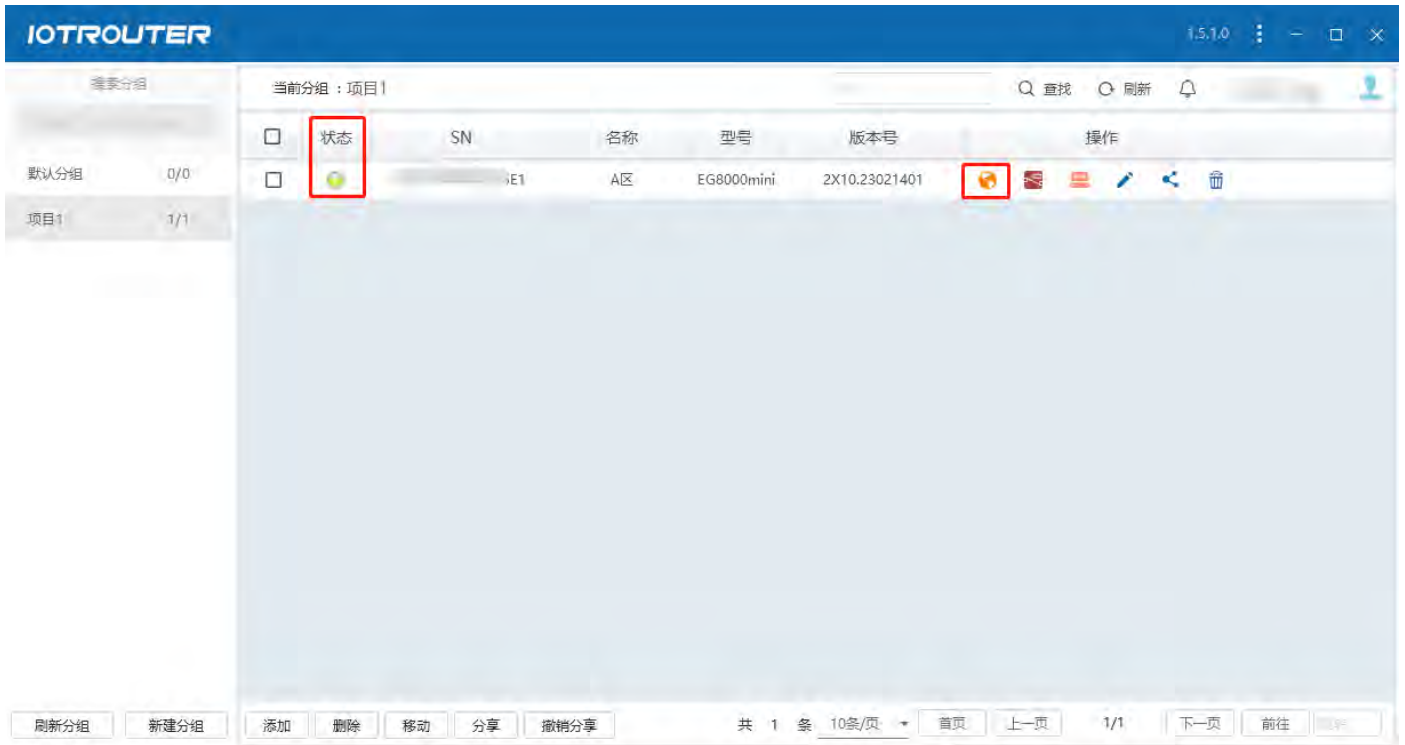 IOTROUTER
1.5.1.0
搜索分组
当前分组：项目1
查找
刷新
状态
SN
名称
型号
版本号
操作
默认分组 0/0
5E1
A区
EG8000mini
2X10.23021401
项目1 1/1
刷新分组
新建分组
添加
删除
移动
分享
撤销分享
共 1 条
10条/页
首页
上一页
1/1
下一页
前往